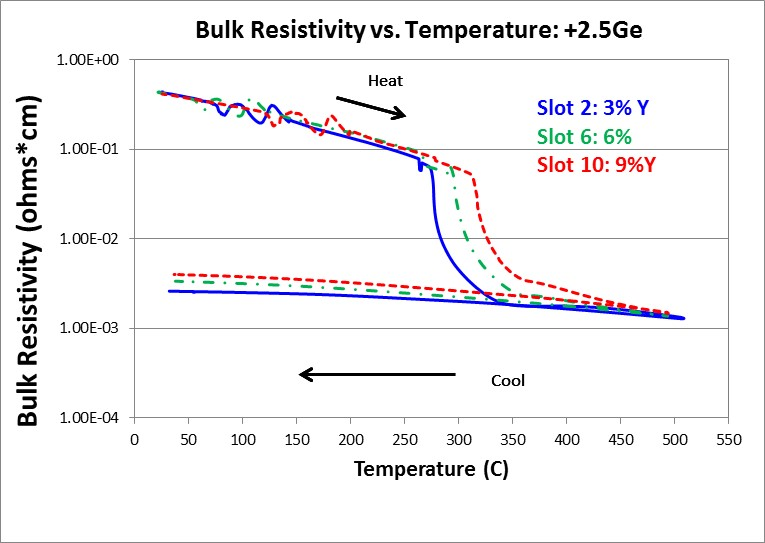 Bulk Resistivity vs. Temperature: +2.5Ge
Bulk Resistivity (ohms*cm)
1.00E+00
1.00E-01
1.00E-02
1.00E-03
1.00E-04
Heat
Slot 2: 3% Y
Slot 6: 6%
Slot 10: 9%Y
Cool
0 50 100 150 200 250 300 350 400 450 500 550
Temperature (C)